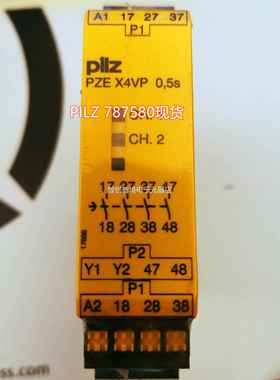 A1 17 27 37
P1
pilz
PZE X4VP 0,5s
PILZ 787580现货
CH. 2
17 27 37 47
18 28 38 48
P2
Y1 Y2 47 48
P1
A2 18 28 38
ess.com